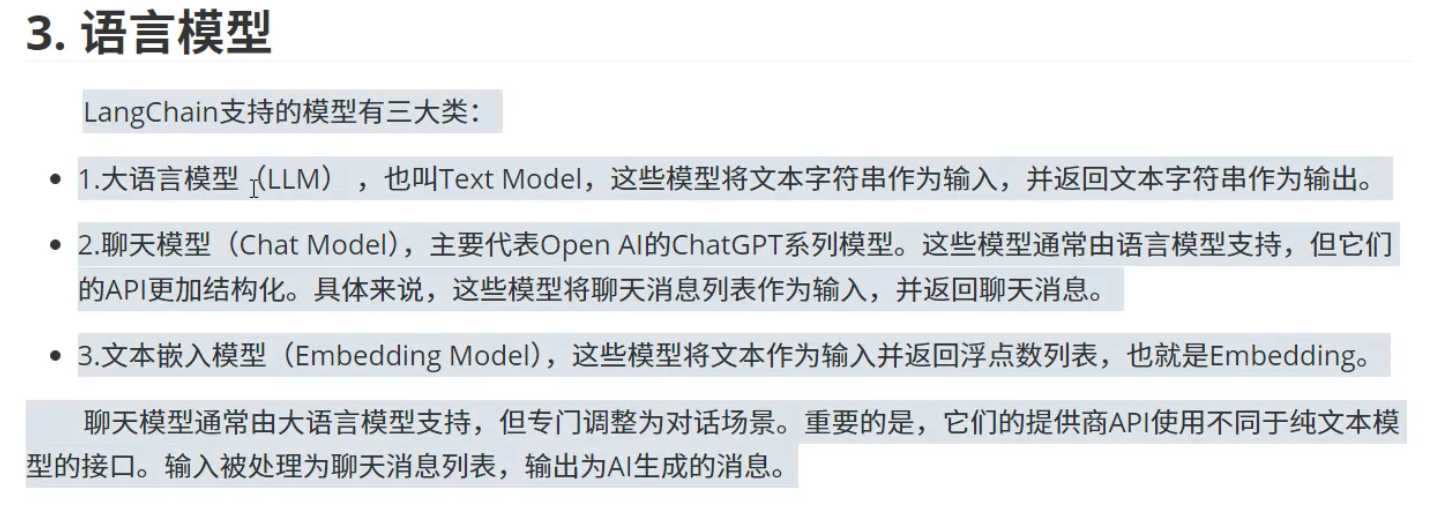 3. 语言模型
LangChain支持的模型有三大类：
1.大语言模型（LLM） ，也叫Text Model，这些模型将文本字符串作为输入，并返回文本字符串作为输出。
2.聊天模型（Chat Model），主要代表Open AI的ChatGPT系列模型。这些模型通常由语言模型支持，但它们
的API更加结构化。具体来说，这些模型将聊天消息列表作为输入，并返回聊天消息。
3.文本嵌入模型（Embedding Model），这些模型将文本作为输入并返回浮点数列表，也就是Embedding。
聊天模型通常由大语言模型支持，但专门调整为对话场景。重要的是，它们的提供商API使用不同于纯文本模
型的接口。输入被处理为聊天消息列表，输出为AI生成的消息。